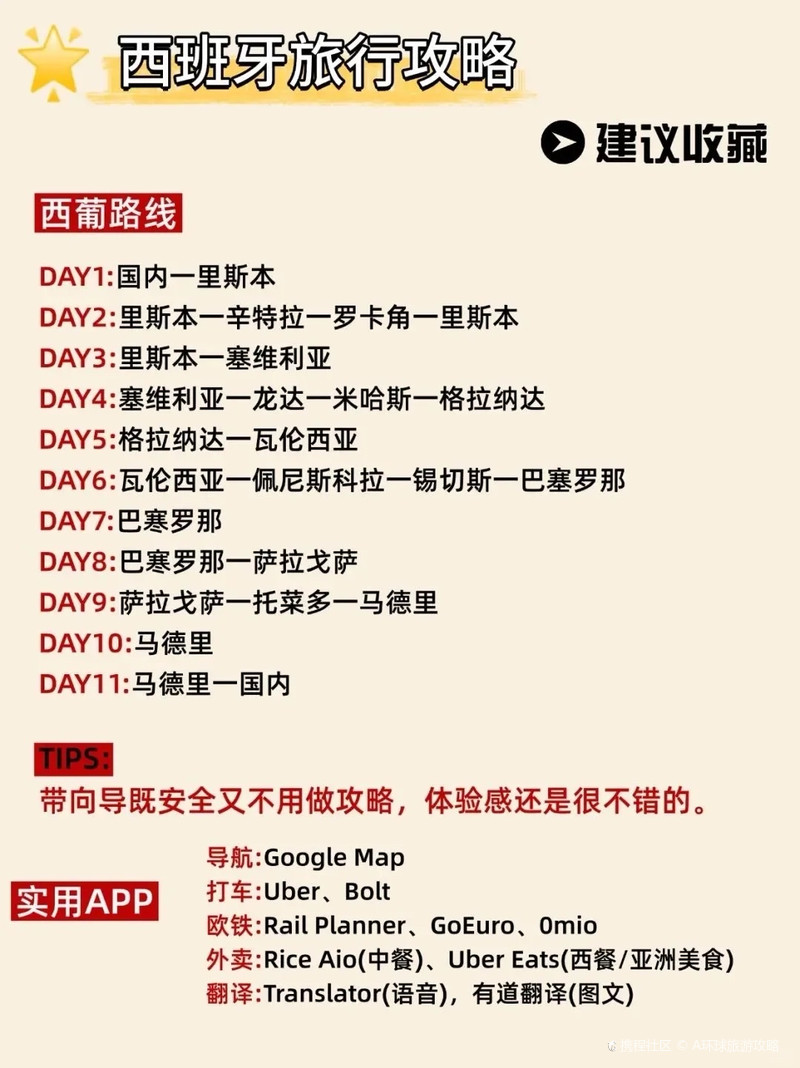 西班牙旅行攻略
建议收藏
西葡路线
DAY1:国内一里斯本
DAY2:里斯本一辛特拉一罗卡角一里斯本
DAY3:里斯本一塞维利亚
DAY4:塞维利亚一龙达一米哈斯一格拉纳达
DAY5:格拉纳达一瓦伦西亚
DAY6:瓦伦西亚一佩尼斯科拉一锡切斯一巴塞罗那
DAY7:巴塞罗那
DAY8:巴塞罗那一萨拉戈萨
DAY9:萨拉戈萨一托菜多一马德里
DAY10:马德里
DAY11:马德里一国内
TIPS:
带向导既安全又不用做攻略，体验感还是很不错的。
实用APP
导航:Google Map
打车:Uber、Bolt
欧铁:Rail Planner、GoEuro、0mio
外卖:Rice Aio(中餐)、Uber Eats(西餐/亚洲美食)
翻译:Translator(语音)，有道翻译(图文)